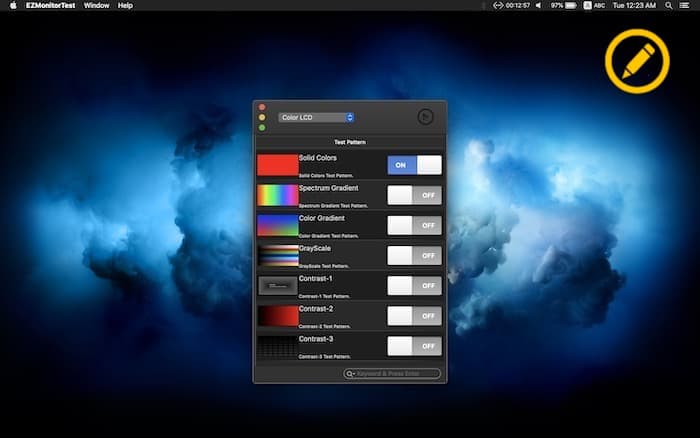 EZMonitorTest Window Help 00:12:57 97% A ABC Tue 12:23 AM
Color LCD
Test Pattern
Solid Colors
ON
Solid Colors Test Pattern.
Spectrum Gradient
OFF
Spectrum Gradient Test Pattern.
Color Gradient
OFF
Color Gradient Test Pattern.
GrayScale
OFF
GrayScale Test Pattern.
Contrast-1
OFF
Contrast-1 Test Pattern.
Contrast-2
OFF
Contrast-2 Test Pattern.
Contrast-3
OFF
Contrast-3 Test Pattern.
Keyword & Press Enter